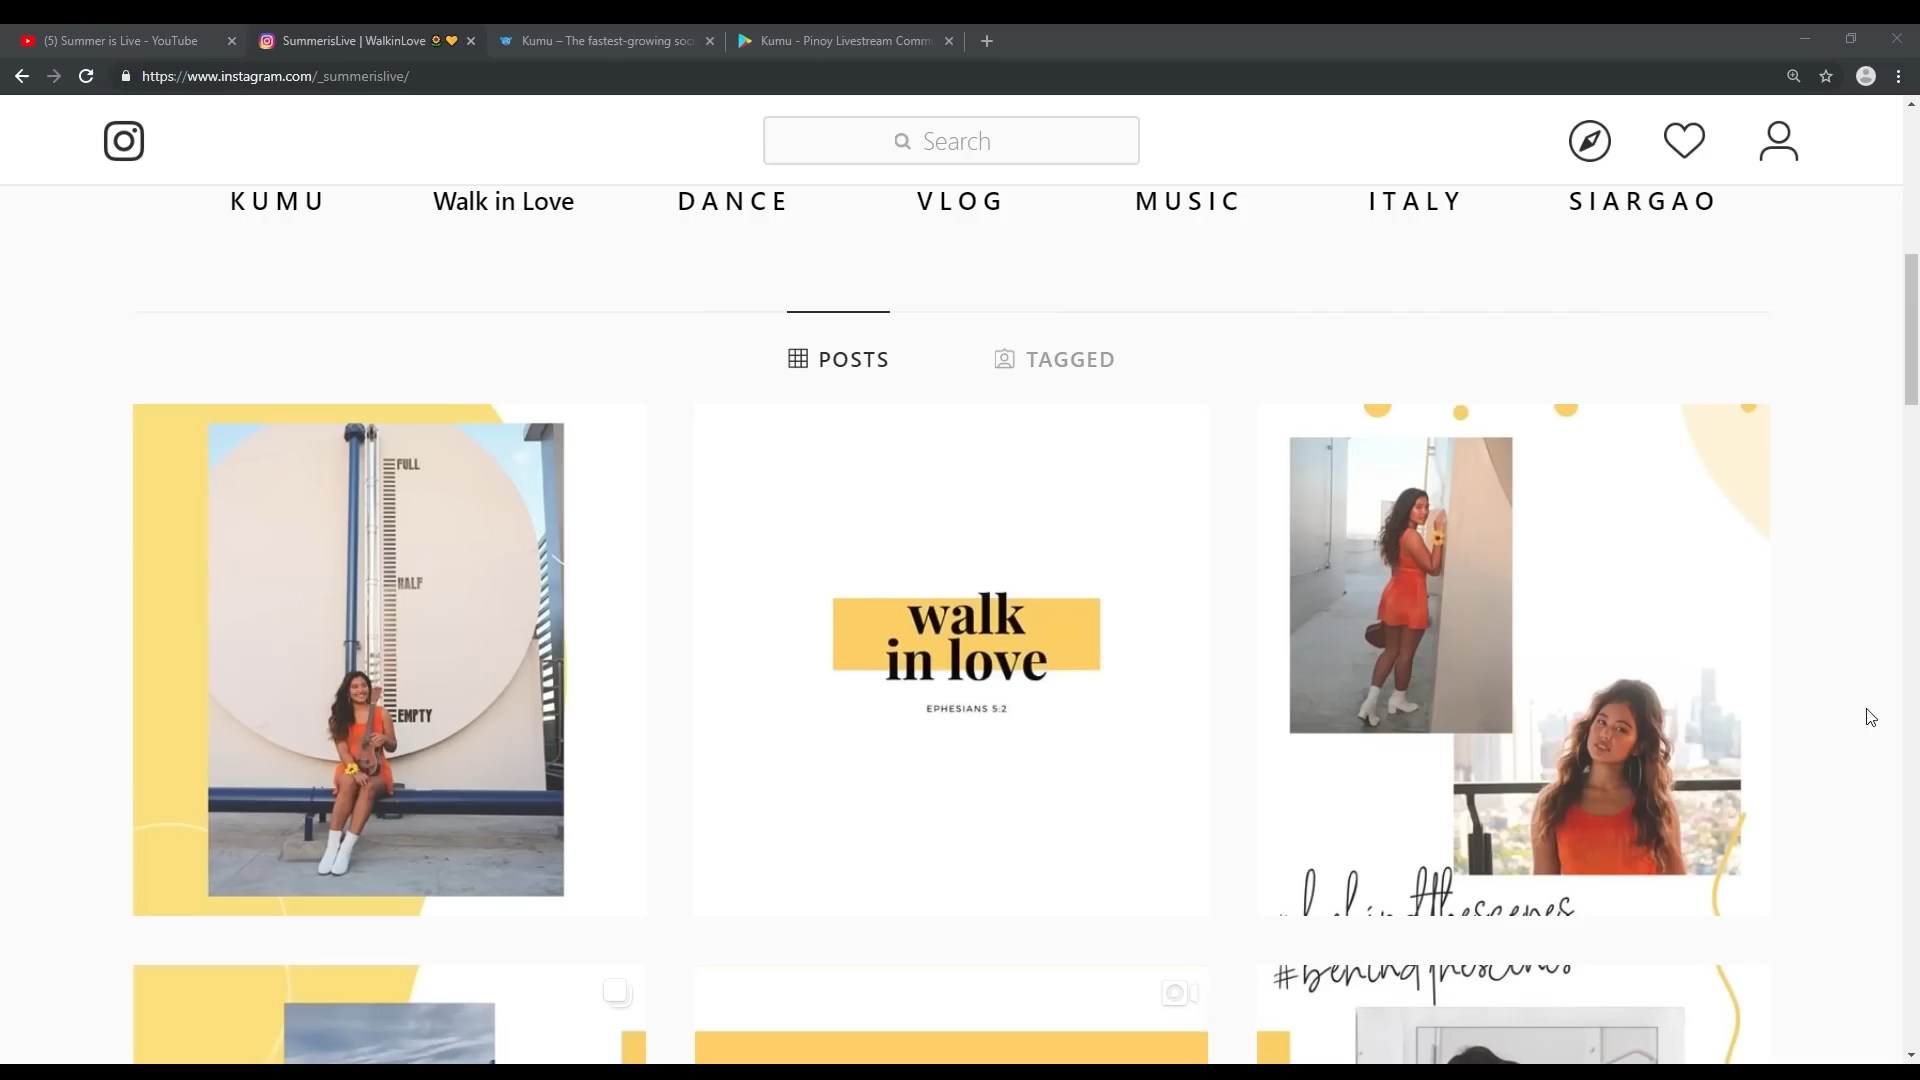 (5) Summer is Live - YouTube
SummerisLive | WalkinLove
Kumu – The fastest-growing soc
Kumu - Pinoy Livestream Comm
https://www.instagram.com/_summerislive/
Search
KUMU
Walk in Love
DANCE
VLOG
MUSIC
ITALY
SIARGAO
POSTS
TAGGED
FULL
HALF
EMPTY
walk
in love
EPHESIANS 5:2
#behindthescenes
#behindthescenes